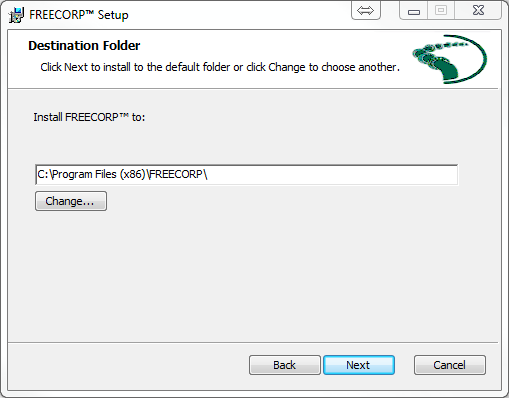 FREECORP™ Setup
Destination Folder
Click Next to install to the default folder or click Change to choose another.
Install FREECORP™ to:
C:\Program Files (x86)\FREECORP\
Change...
Back
Next
Cancel